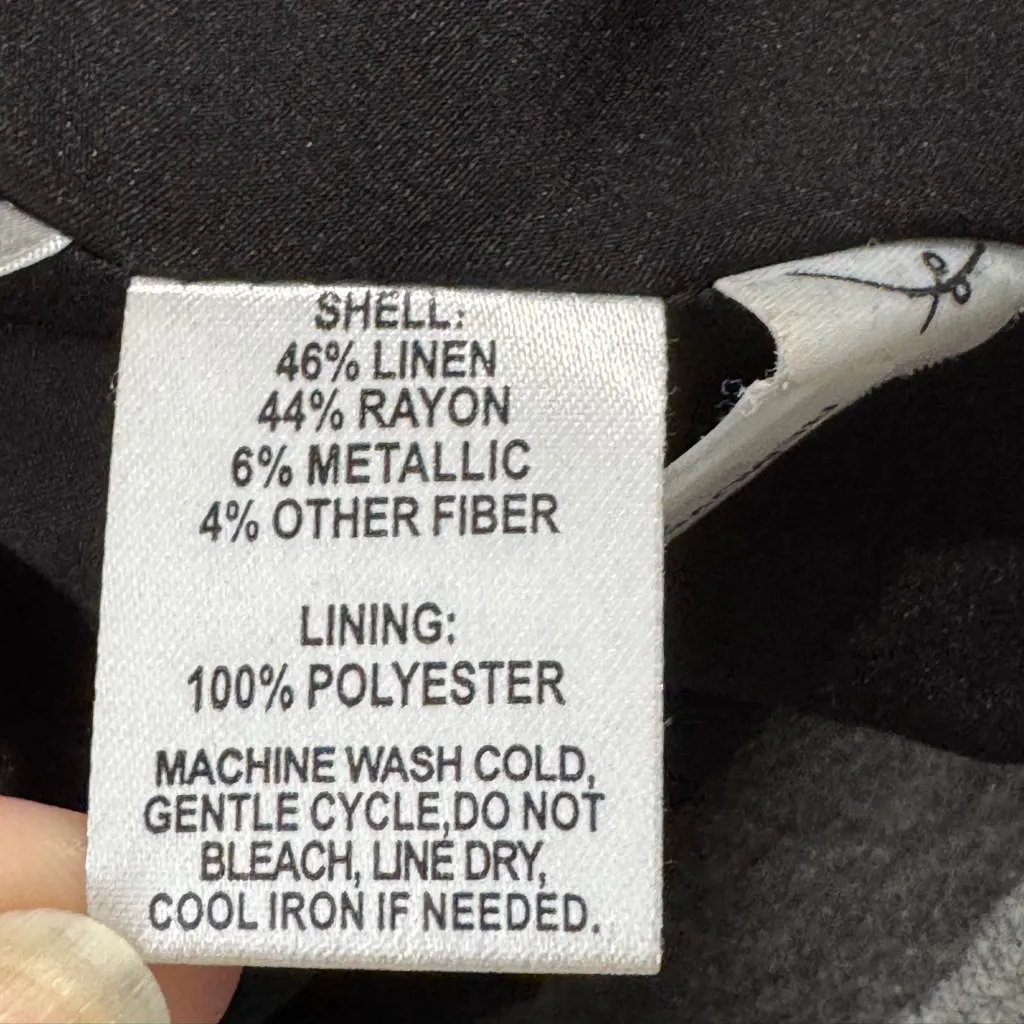 SHELL:
46% LINEN
44% RAYON
6% METALLIC
4% OTHER FIBER
LINING:
100% POLYESTER
MACHINE WASH COLD,
GENTLE CYCLE,DO NOT
BLEACH, LINE DRY,
COOL IRON IF NEEDED.